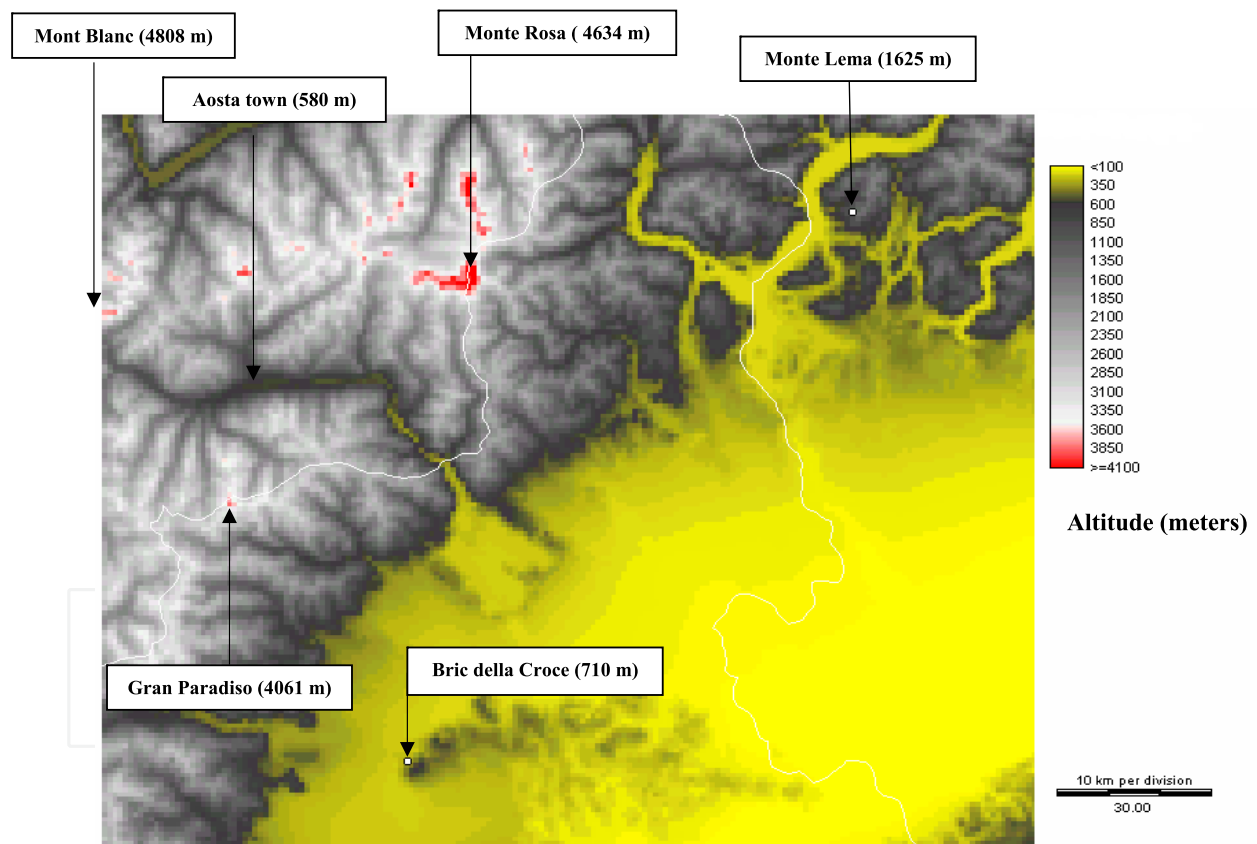 Mont Blanc (4808 m)
Monte Rosa ( 4634 m)
Monte Lema (1625 m)
Aosta town (580 m)
<100
350
600
850
1100
1350
1600
1850
2100
2350
2600
2850
3100
3350
3600
3850
>=4100
Altitude (meters)
Gran Paradiso (4061 m)
Bric della Croce (710 m)
10 km per division
30.00